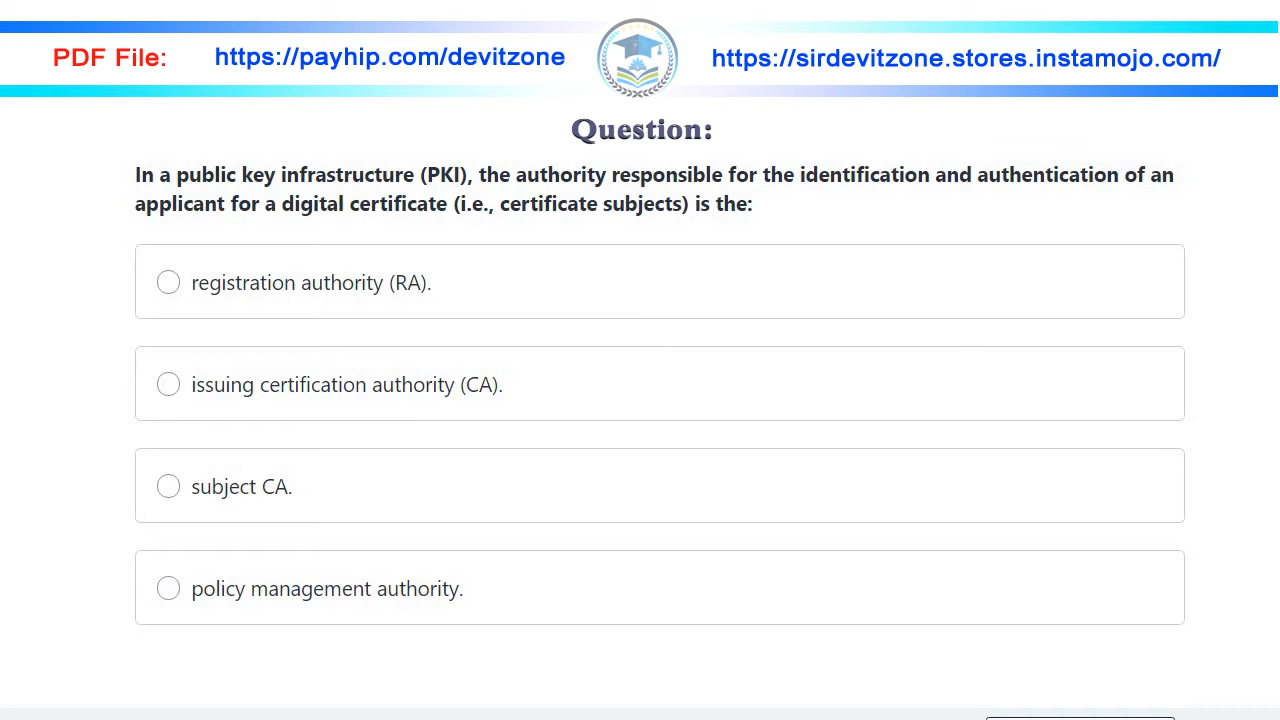 PDF File: https://payhip.com/devitzone https://sirdevitzone.stores.instamojo.com/
Question:
In a public key infrastructure (PKI), the authority responsible for the identification and authentication of an
applicant for a digital certificate (i.e., certificate subjects) is the:
registration authority (RA).
issuing certification authority (CA).
subject CA.
policy management authority.